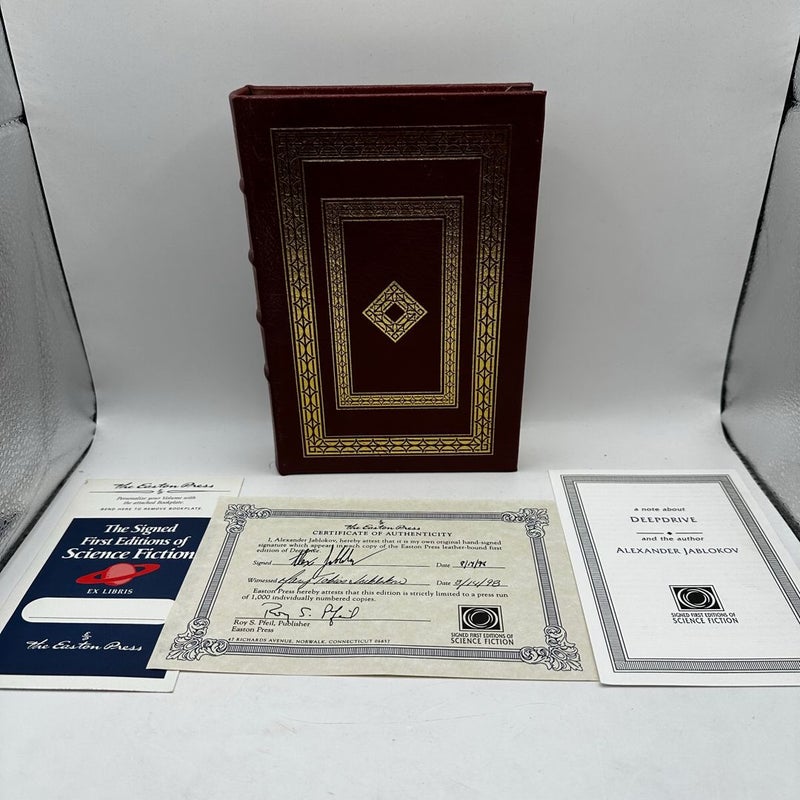 The Easton Press
Personalize your Volume with
the attached Bookplate.
BEND HERE TO REMOVE BOOKPLATE.
The Signed
First Editions of
Science Fiction
EX LIBRIS
The Easton Press
The Easton Press
CERTIFICATE OF AUTHENTICITY
I, Alexander Jablokov, hereby attest that it is my own original hand-signed
signature which appears in each copy of the Easton Press leather-bound first
edition of Deepdrive.
Signed Date
Witnessed Date
Easton Press hereby attests that this edition is strictly limited to a press run
of 1,000 individually numbered copies.
Roy S. Pfeil
Roy S. Pfeil, Publisher
Easton Press
47 RICHARDS AVENUE, NORWALK, CONNECTICUT 06857
SIGNED FIRST EDITIONS OF
SCIENCE FICTION
a note about
DEEPDRIVE
and the author
ALEXANDER JABLOKOV
SIGNED FIRST EDITIONS OF
SCIENCE FICTION